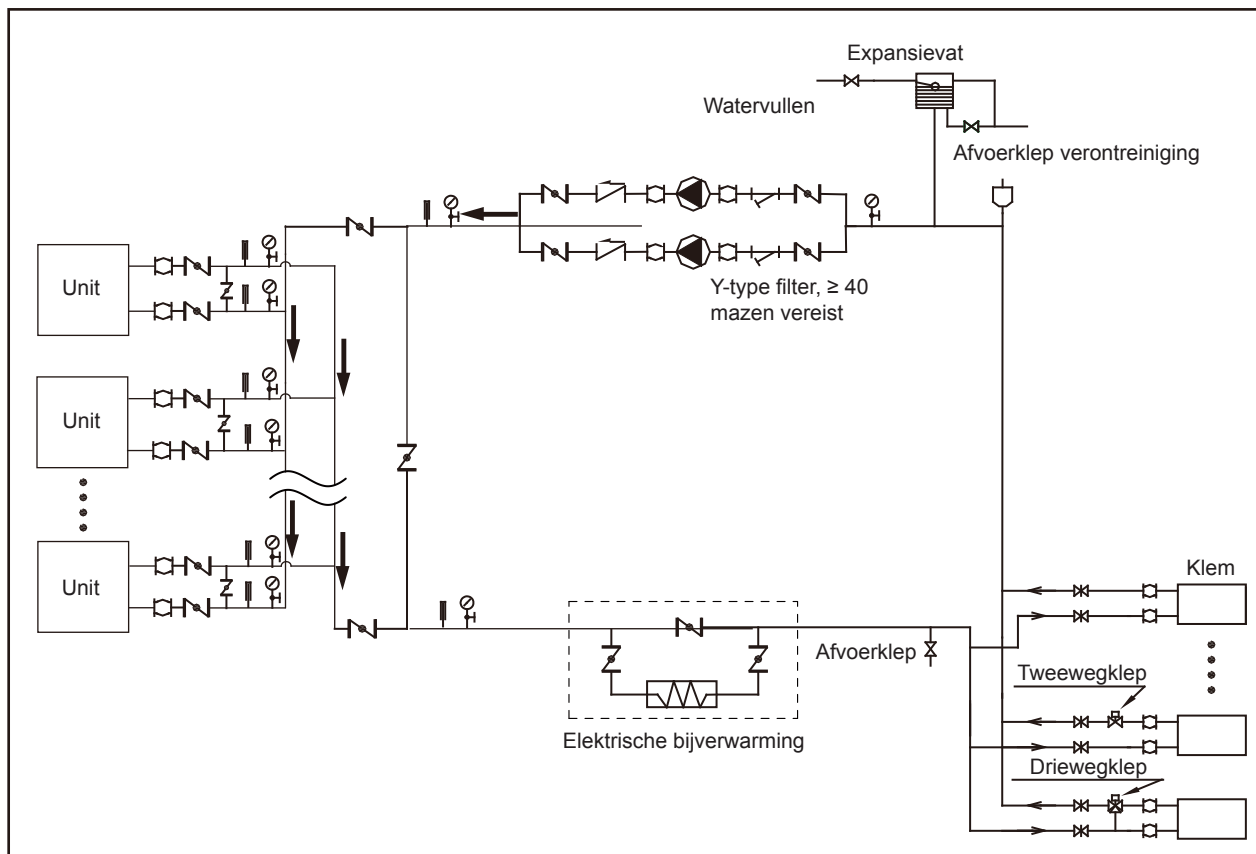 Expansievat
Watervullen
Afvoerklep verontreiniging
Y-type filter, ≥ 40
mazen vereist
Unit
Unit
Unit
Klem
Afvoerklep
Tweewegklep
Elektrische bijverwarming
Driewegklep